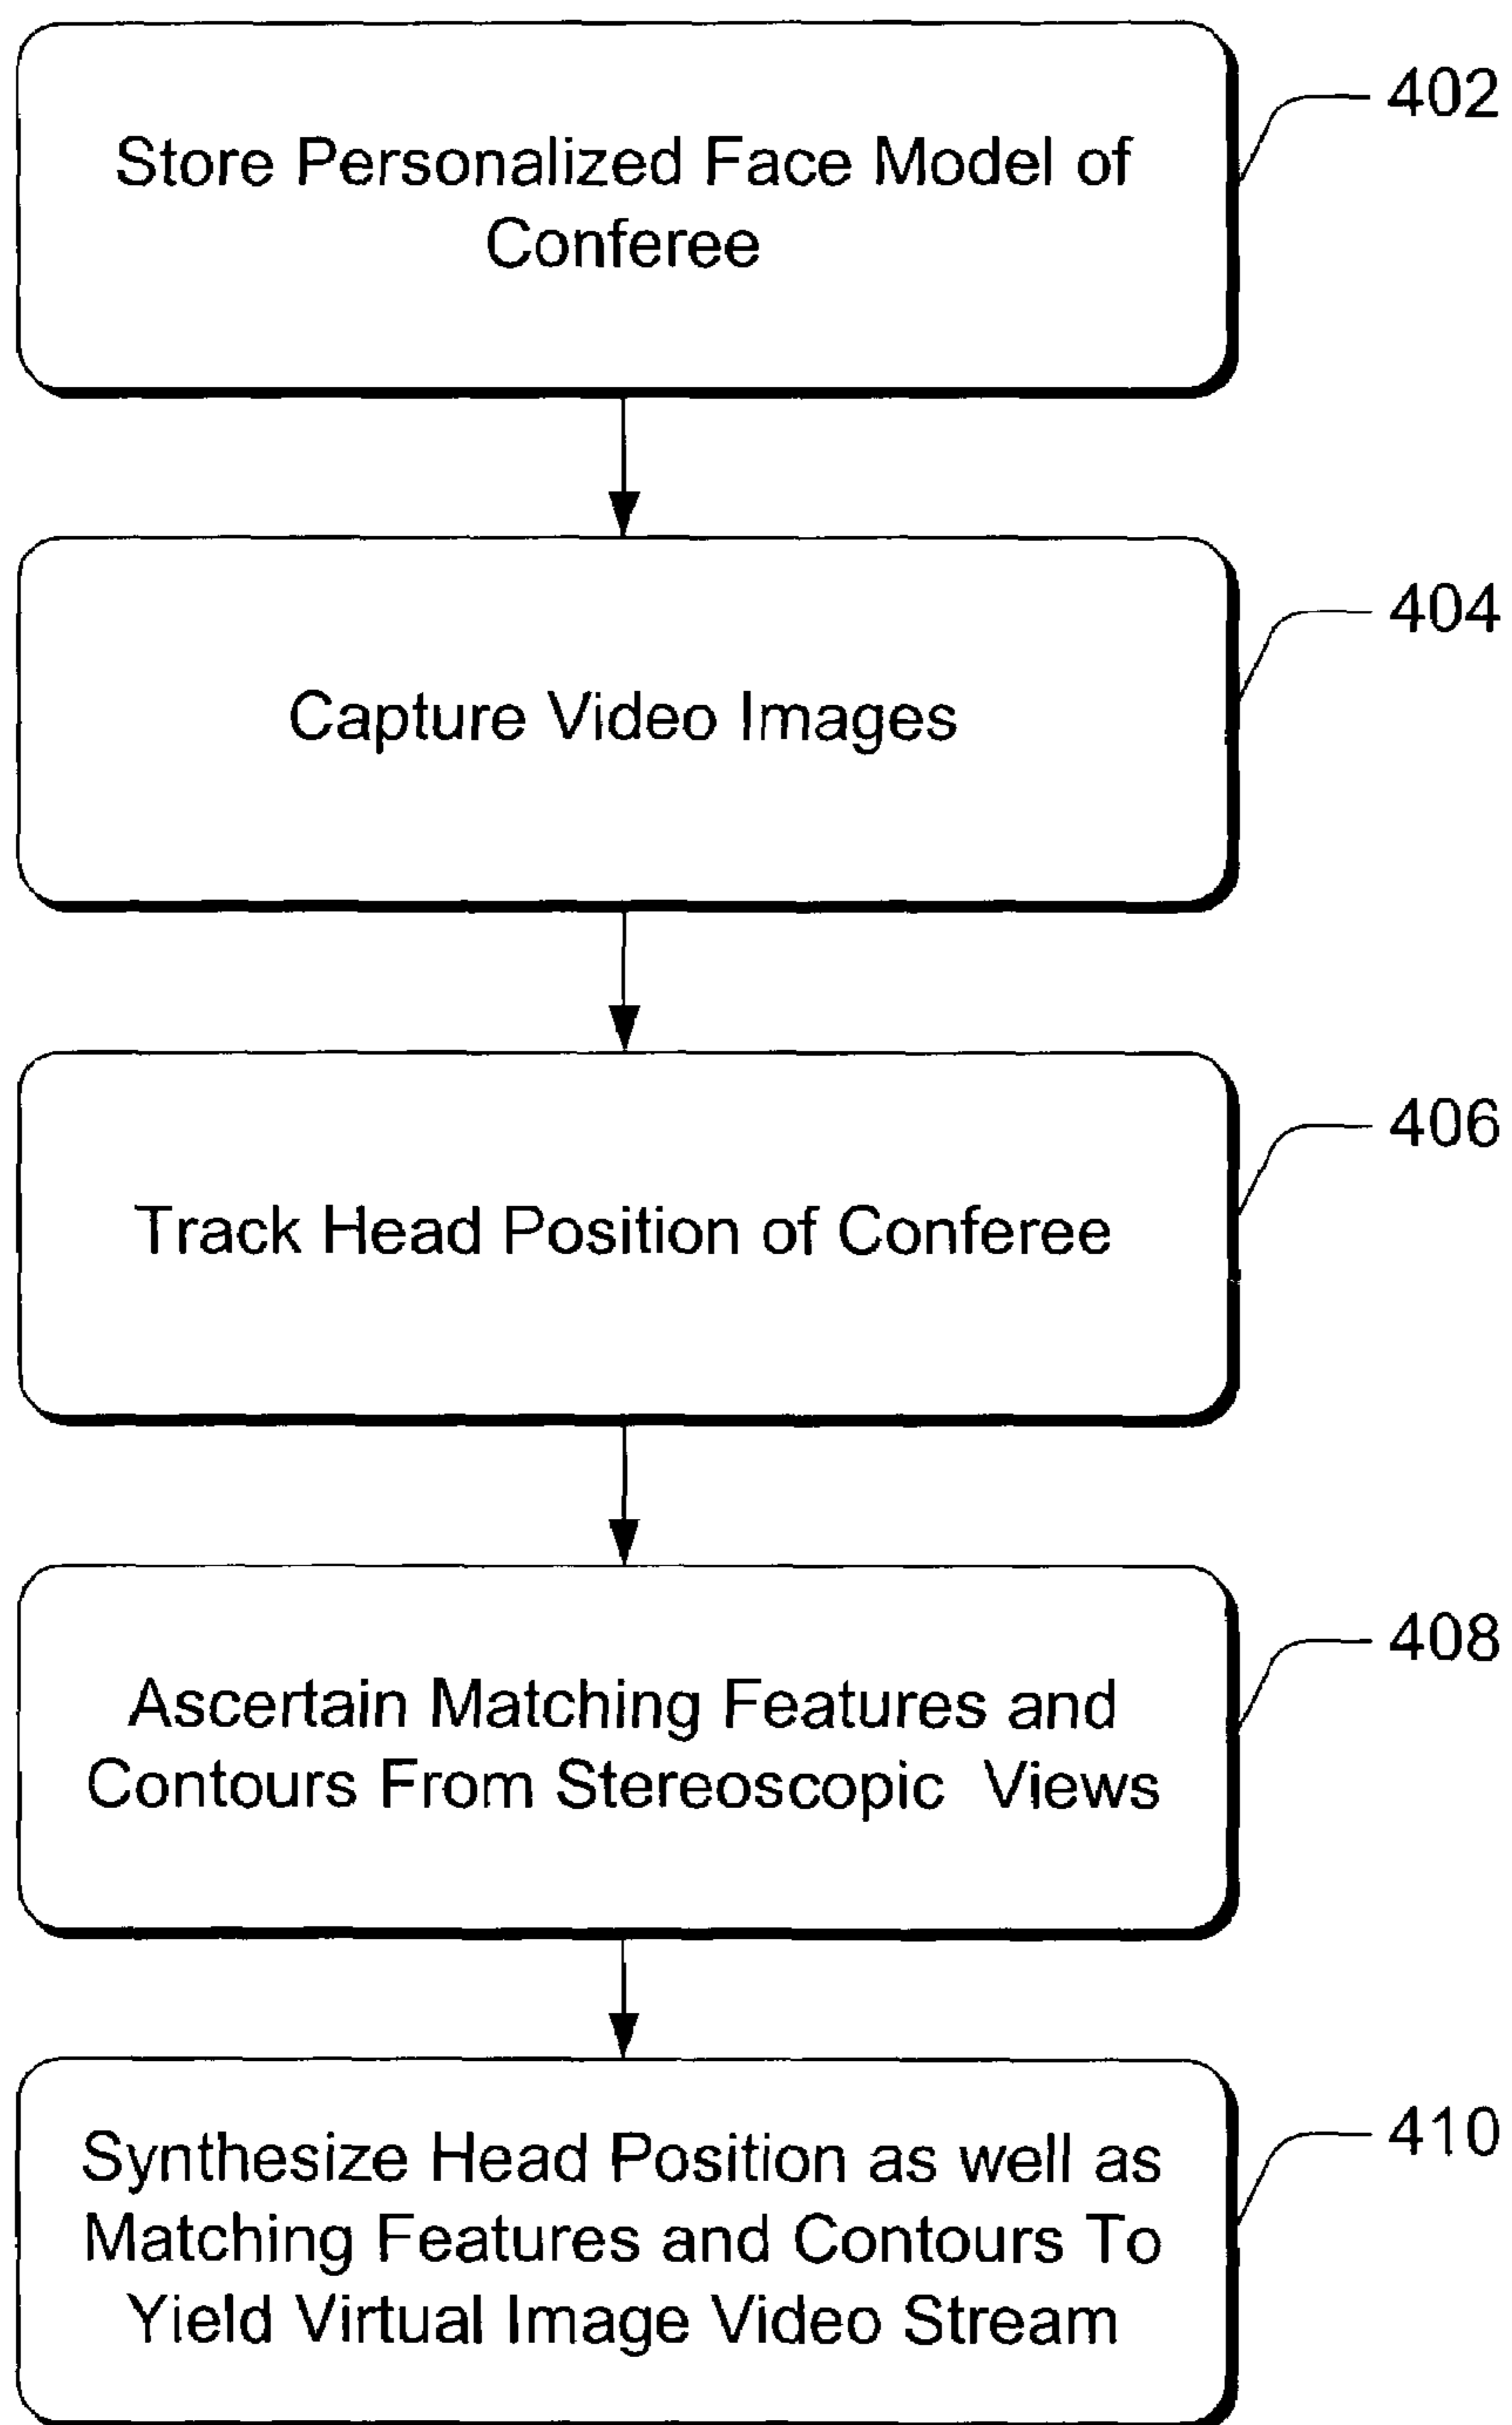 402
Store Personalized Face Model of
Conferee
404
Capture Video Images
406
Track Head Position of Conferee
408
Ascertain Matching Features and
Contours From Stereoscopic Views
410
Synthesize Head Position as well as
Matching Features and Contours To
Yield Virtual Image Video Stream